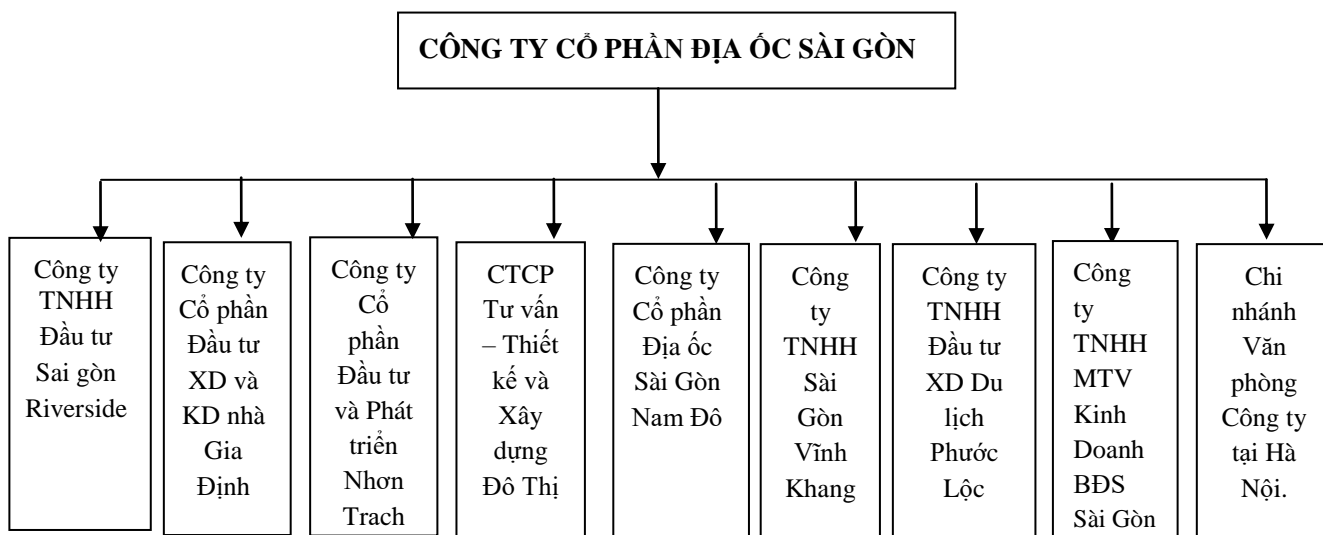 CÔNG TY CỔ PHẦN ĐỊA ỐC SÀI GÒN
Công ty
TNHH
Đầu tư
Sai gòn
Riverside
Công ty
Cổ phần
Đầu tư
XD và
KD nhà
Gia
Định
Công ty
Cổ
phần
Đầu tư
và Phát
triển
Nhơn
Trach
CTCP
Tư vấn
– Thiết
kế và
Xây
dựng
Đô Thị
Công ty
Cổ phần
Địa ốc
Sài Gòn
Nam Đô
Công
ty
TNHH
Sài
Gòn
Vĩnh
Khang
Công ty
TNHH
Đầu tư
XD Du
lịch
Phước
Lộc
Công
ty
TNHH
MTV
Kinh
Doanh
BĐS
Sài Gòn
Chi
nhánh
Văn
phòng
Công ty
tại Hà
Nội.